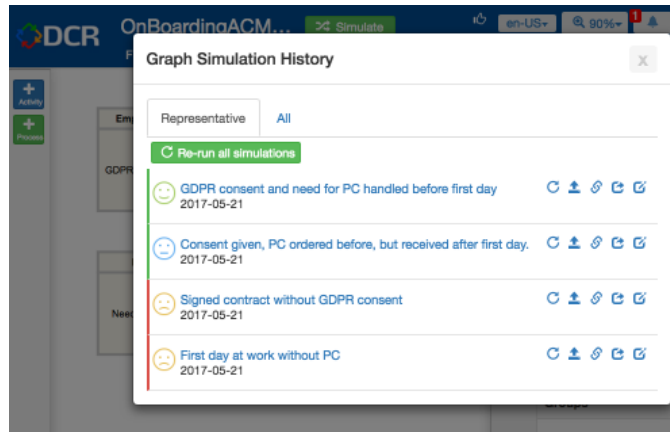 DCR
OnBoardingACM...
Simulate
en-US
90%
1
Graph Simulation History
X
Activity
Representative
All
Process
Re-run all simulations
GDPR consent and need for PC handled before first day
2017-05-21
Consent given, PC ordered before, but received after first day.
2017-05-21
Signed contract without GDPR consent
2017-05-21
First day at work without PC
2017-05-21